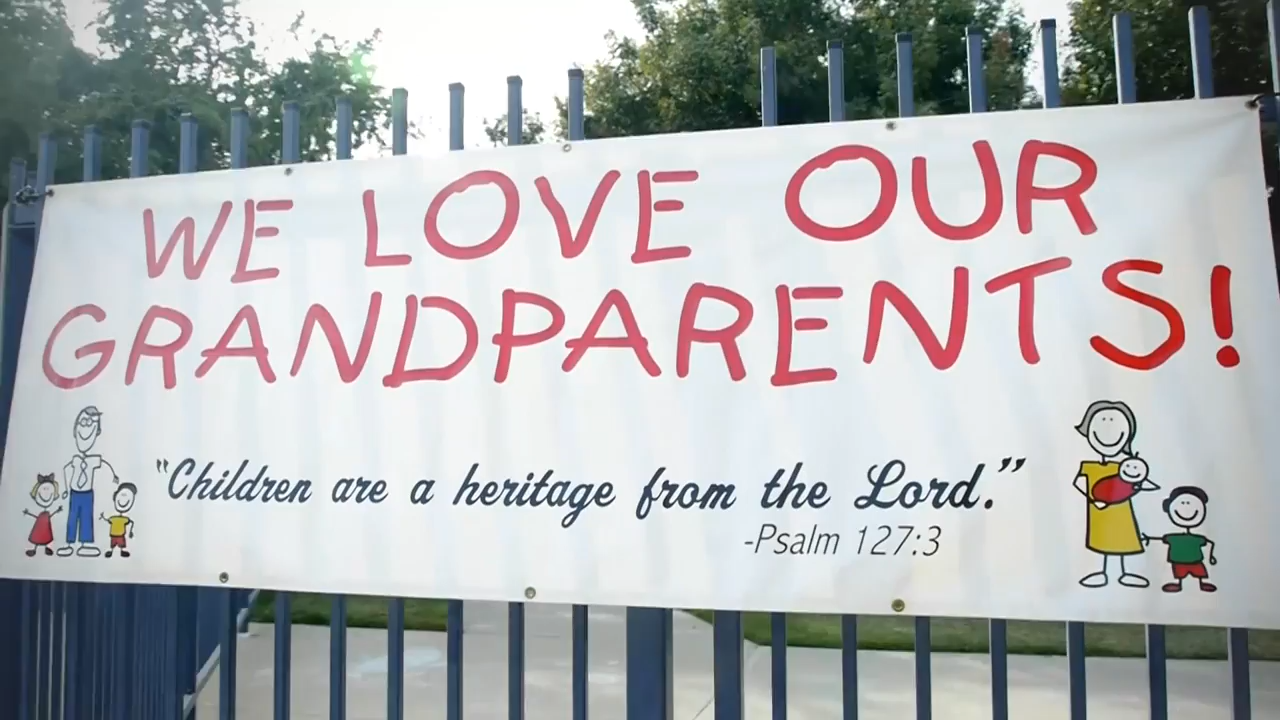 WE LOVE OUR
GRANDPARENTS!
“Children are a heritage from the Lord.”
-Psalm 127:3